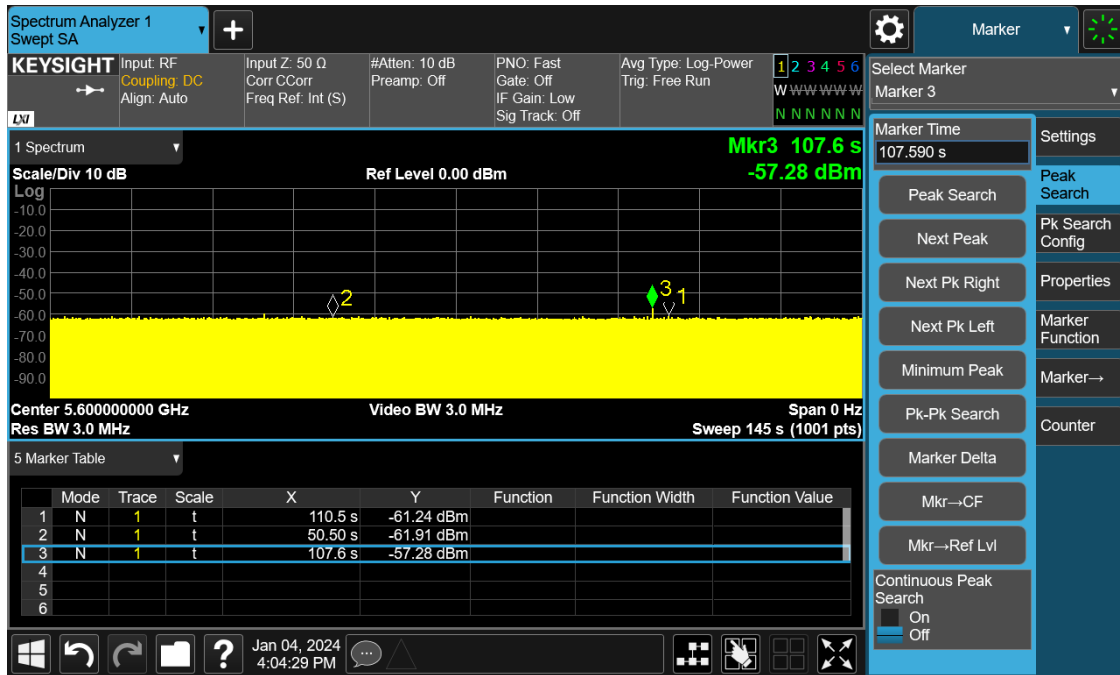 Spectrum Analyzer 1
Swept SA
+
Marker
KEYSIGHT
LXI
Input: RF
Coupling: DC
Align: Auto
Input Z: 50 Ω
Corr CCorr
Freq Ref: Int (S)
#Atten: 10 dB
Preamp: Off
PNO: Fast
Gate: Off
IF Gain: Low
Sig Track: Off
Avg Type: Log-Power
Trig: Free Run
1 2 3 4 5 6
W W W W W W
N N N N N N
Select Marker
Marker 3
1 Spectrum
Mkr3 107.6 s
-57.28 dBm
Scale/Div 10 dB
Ref Level 0.00 dBm
Log
-10.0
-20.0
-30.0
-40.0
-50.0
-60.0
-70.0
-80.0
-90.0
2
3
1
Center 5.600000000 GHz
Video BW 3.0 MHz
Span 0 Hz
Res BW 3.0 MHz
Sweep 145 s (1001 pts)
5 Marker Table
Mode Trace Scale X Y Function Function Width Function Value
1 N 1 t 110.5 s -61.24 dBm
2 N 1 t 50.50 s -61.91 dBm
3 N 1 t 107.6 s -57.28 dBm
4
5
6
Marker Time
107.590 s
Peak Search
Next Peak
Next Pk Right
Next Pk Left
Minimum Peak
Pk-Pk Search
Marker Delta
Mkr→CF
Mkr→Ref Lvl
Continuous Peak
Search
On
Off
Settings
Peak
Search
Pk Search
Config
Properties
Marker
Function
Marker→
Counter
?
Jan 04, 2024
4:04:29 PM